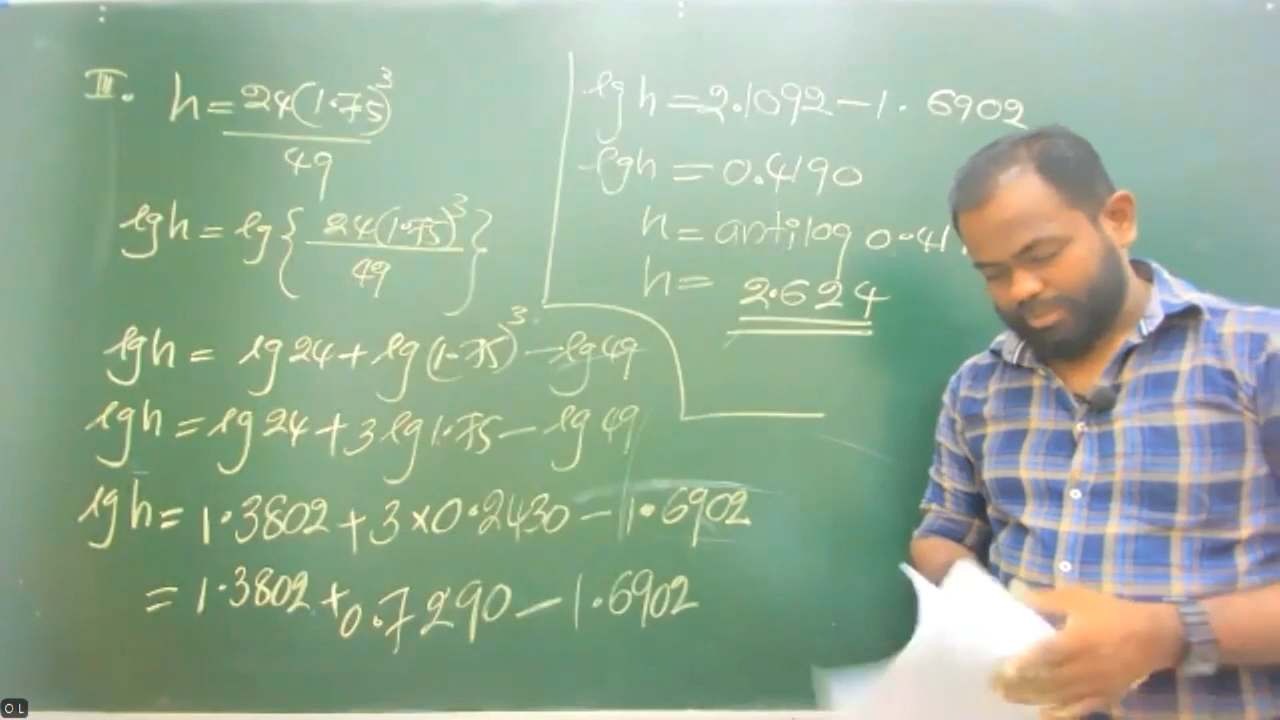 III. h = 24(1.75)³
49
lg h = lg { 24(1.75)³
49 }
lg h = lg 24 + lg (1.75)³ - lg 49
lg h = lg 24 + 3 lg 1.75 - lg 49
lg h = 1.3802 + 3 × 0.2430 - 1.6902
= 1.3802 + 0.7290 - 1.6902
lg h = 2.1092 - 1.6902
lg h = 0.4190
h = antilog 0.41
h = 2.624
OL